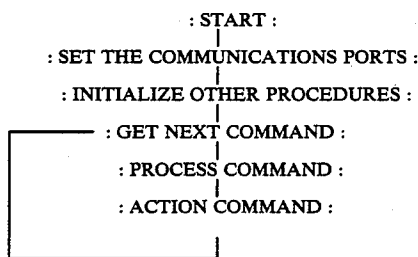 : START :
: SET THE COMMUNICATIONS PORTS :
: INITIALIZE OTHER PROCEDURES :
: GET NEXT COMMAND :
: PROCESS COMMAND :
: ACTION COMMAND :